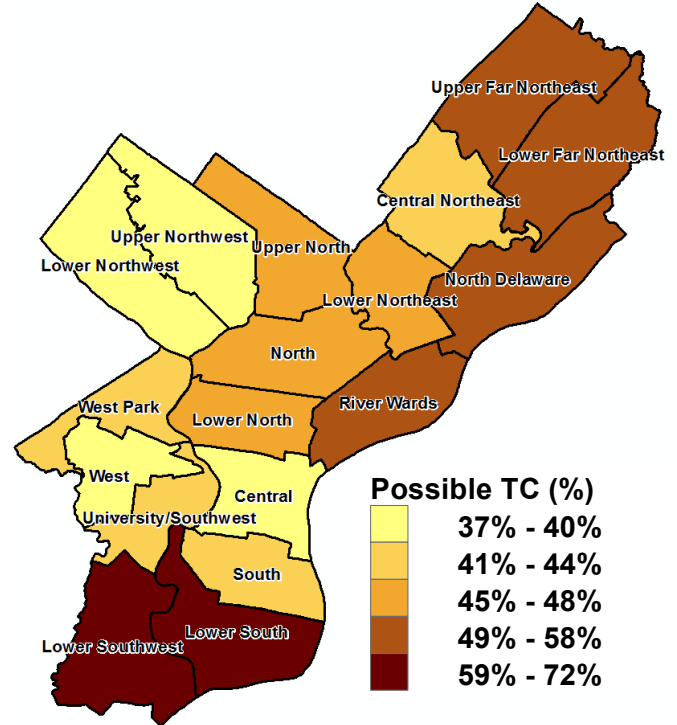 Upper Far Northeast
Lower Far Northeast
Central Northeast
Upper Northwest
Upper North
Lower Northwest
North Delaware
Lower Northeast
North
River Wards
West Park
Lower North
West
Central
University/Southwest
South
Lower South
Lower Southwest
Possible TC (%)
37% - 40%
41% - 44%
45% - 48%
49% - 58%
59% - 72%